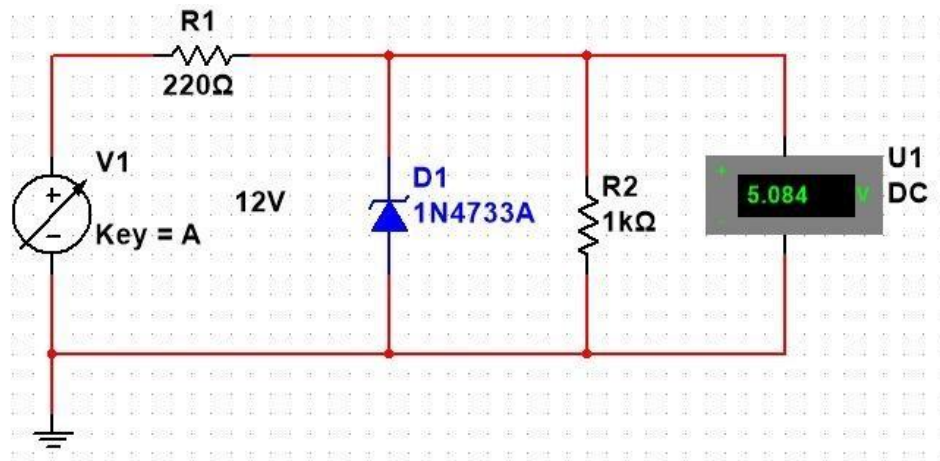 R1
220Ω
V1
Key = A
12V
D1
1N4733A
R2
1kΩ
U1
DC
5.084 V